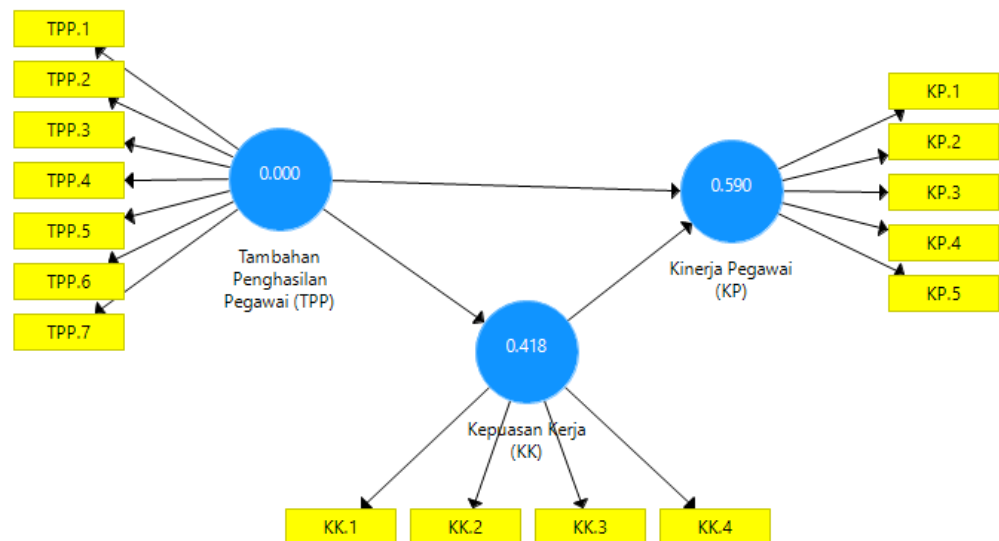 TPP.1
TPP.2
TPP.3
TPP.4
TPP.5
TPP.6
TPP.7
0.000
Tambahan
Penghasilan
Pegawai (TPP)
0.418
Kepuasan Kerja
(KK)
KK.1
KK.2
KK.3
KK.4
0.590
Kinerja Pegawai
(KP)
KP.1
KP.2
KP.3
KP.4
KP.5